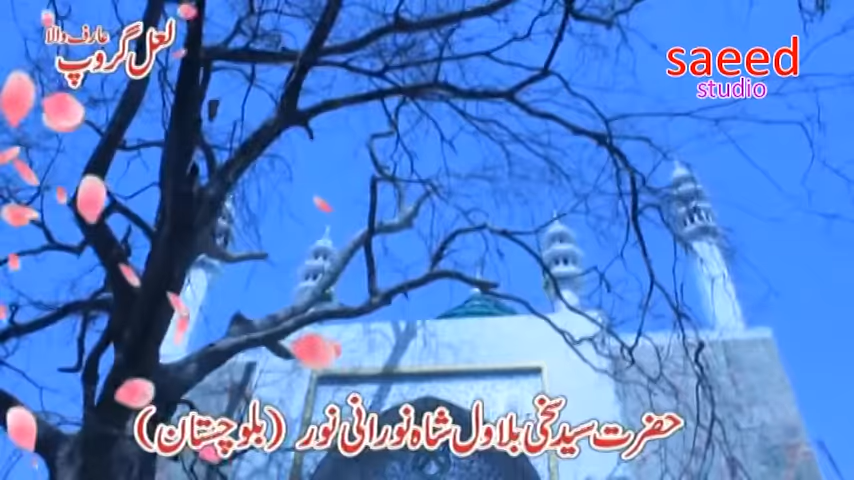 لعل گروپ عارف والا
saeed
studio
حضرت سید سخی بلاول شاہ نورانی نور (بلوچستان)